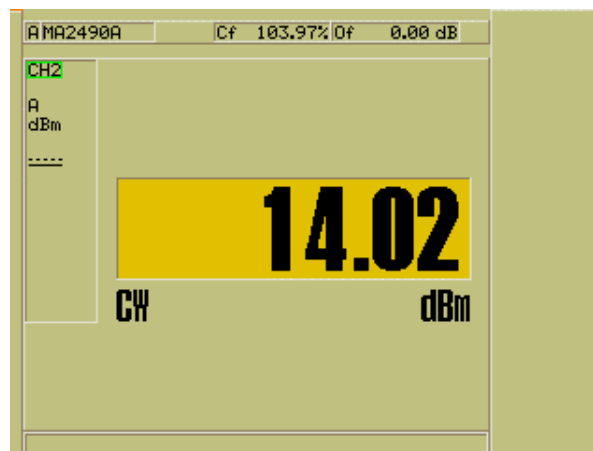 A MA2490A Cf 103.97% Of 0.00 dB
CH2
A
dBm
-----
14.02
CW dBm